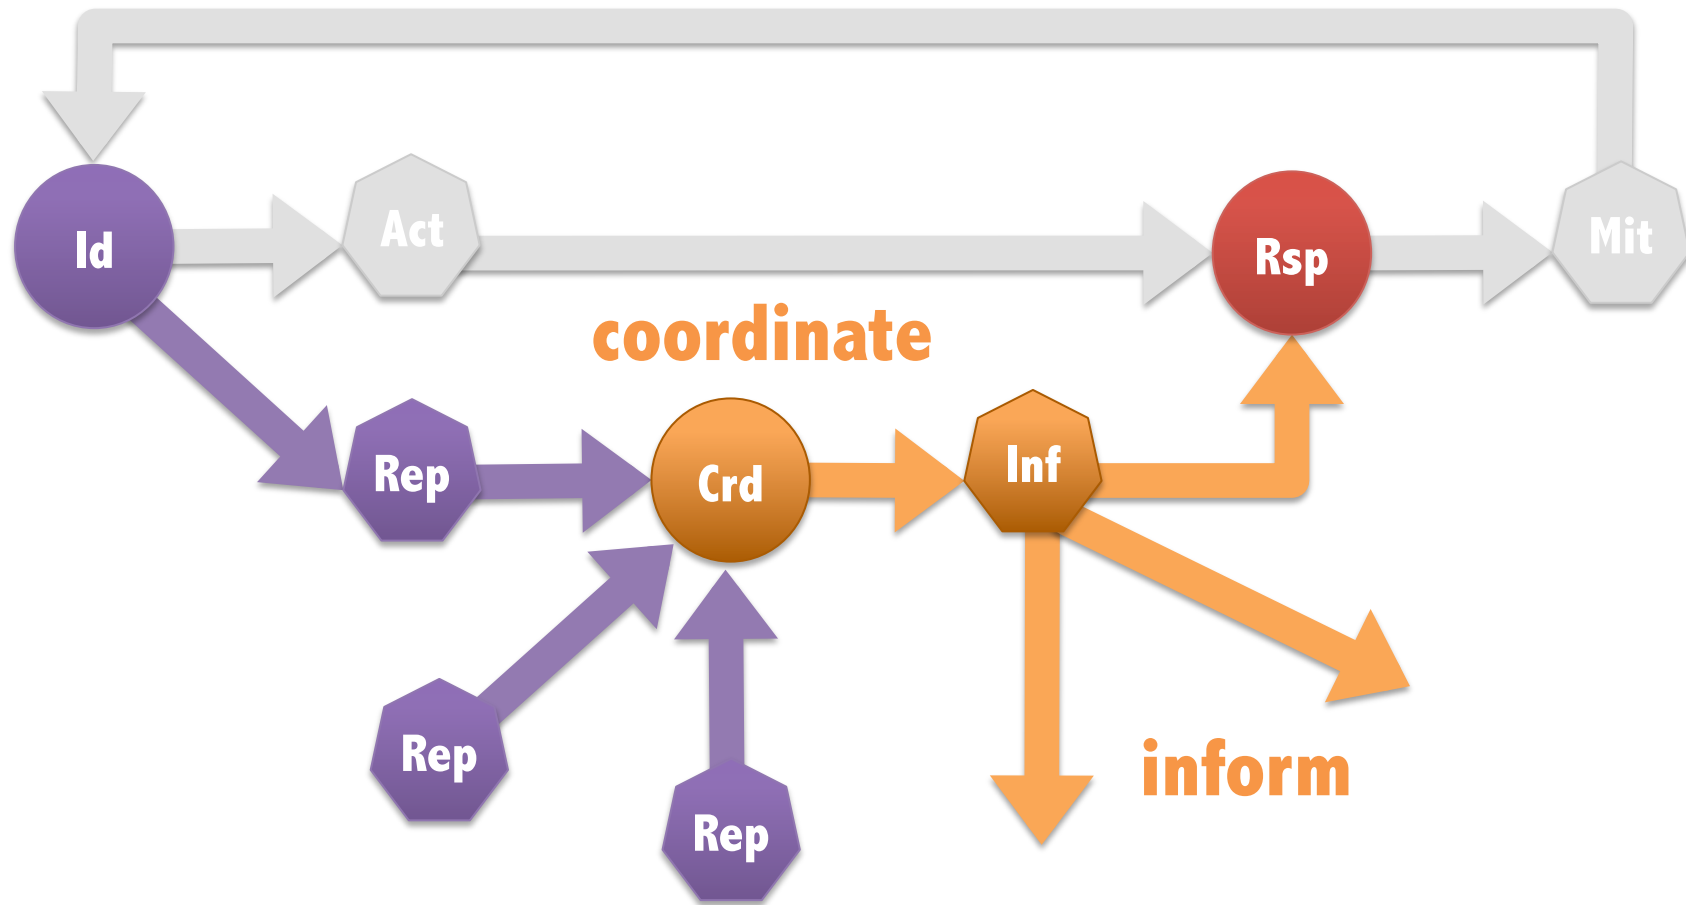 Id
Act
Rsp
Mit
coordinate
Rep
Crd
Inf
Rep
inform
Rep